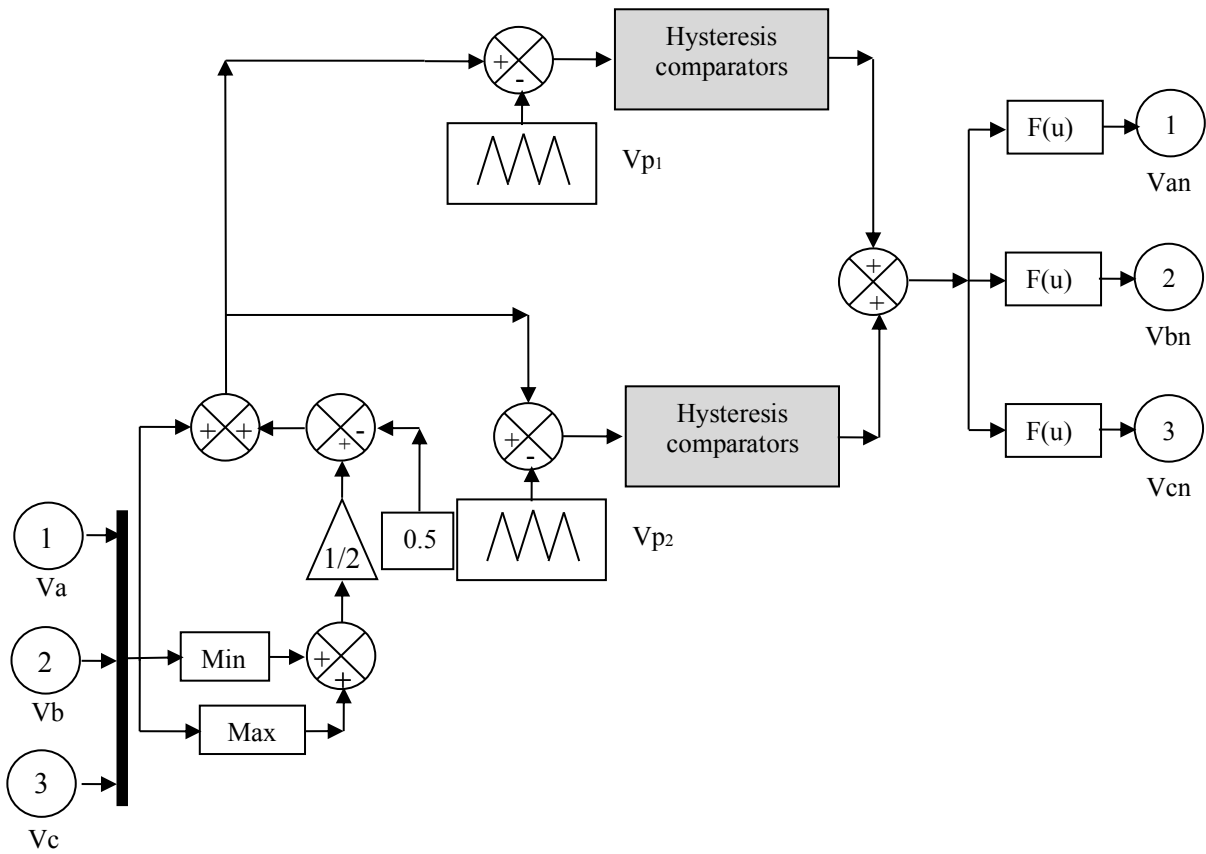 Hysteresis
comparators
+
-
Vp1
F(u)
1
Van
+
+
F(u)
2
Vbn
Hysteresis
comparators
+
-
F(u)
3
Vcn
+ +
-
+
0.5
Vp2
1/2
1
Va
Min
+
+
2
Vb
Max
3
Vc